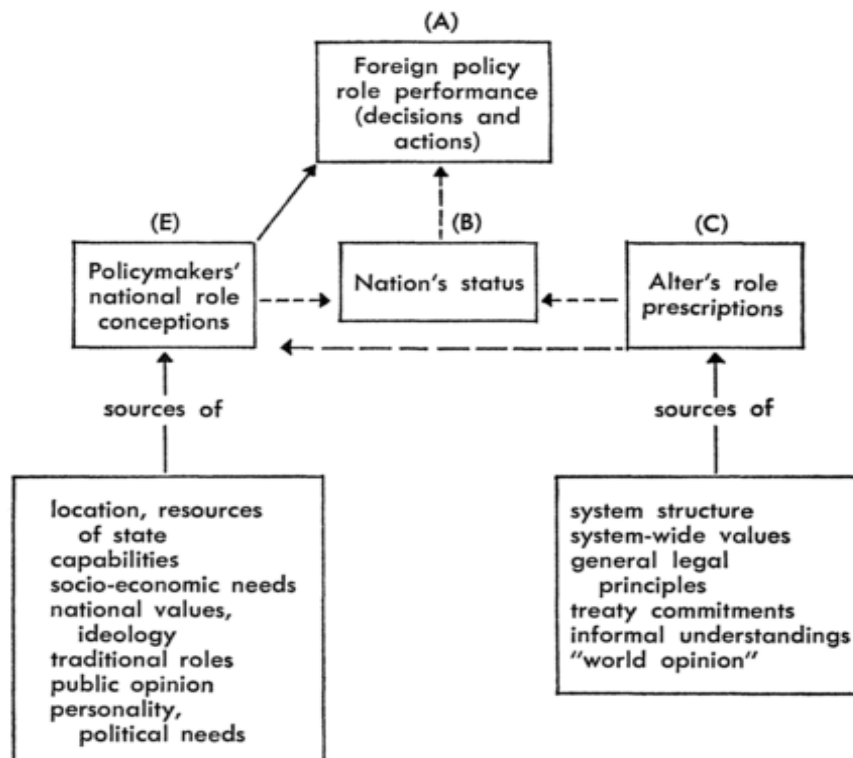 (A)
Foreign policy
role performance
(decisions and
actions)
(E)
(B)
(C)
Policymakers'
national role
conceptions
Nation's status
Alter's role
prescriptions
sources of
sources of
location, resources
of state
capabilities
socio-economic needs
national values,
ideology
traditional roles
public opinion
personality,
political needs
system structure
system-wide values
general legal
principles
treaty commitments
informal understandings
"world opinion"